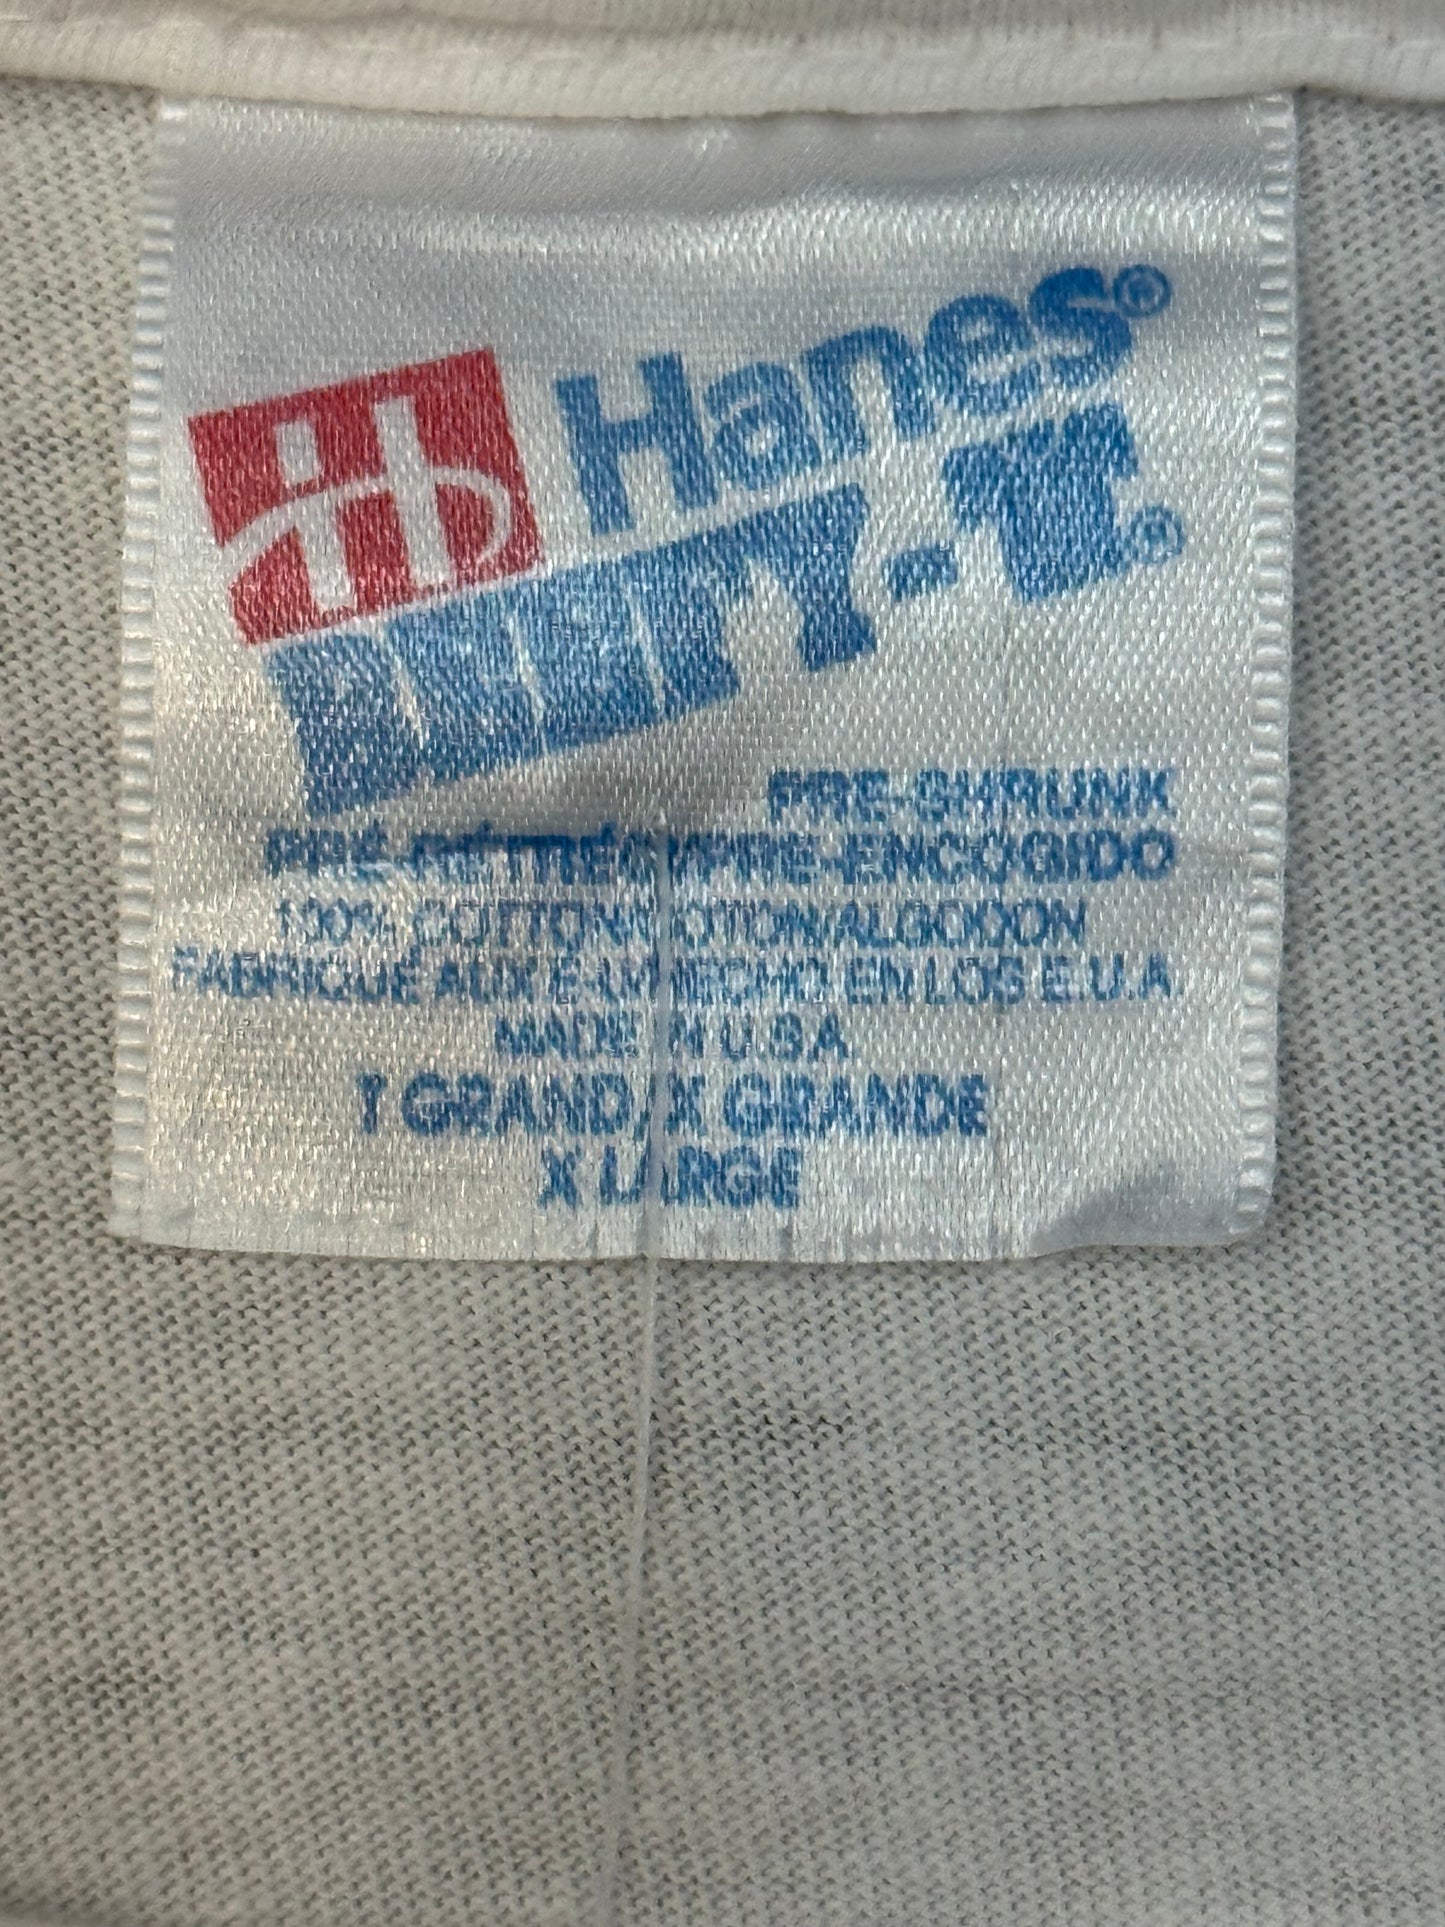 Hanes®
BEEFY-T®
PRE-SHRUNK
PRÉ-RÉTRÉCI/PRE-ENCOGIDO
100% COTTON/COTON/ALGODON
FABRIQUÉ AUX É-U/HECHO EN LOS E.U.A
MADE IN U.S.A.
T GRAND/X GRANDE
X LARGE